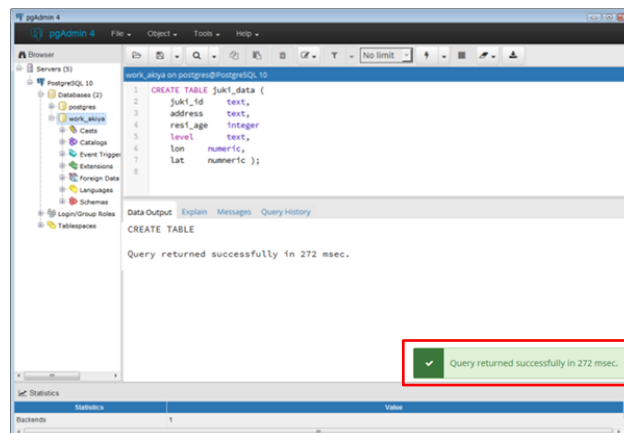 pgAdmin 4
pgAdmin 4 File Object Tools Help
Browser
Servers (5)
PostgreSQL 10
Databases (2)
postgres
work_akiya
Casts
Catalogs
Event Trigger
Extensions
Foreign Data
Languages
Schemas
Login/Group Roles
Tablespaces
No limit
work_akiya on postgres@PostgreSQL 10
1 CREATE TABLE juki_data (
2 juki_id text,
3 address text,
4 resi_age integer
5 level text,
6 lon numeric,
7 lat numneric );
8
Data Output Explain Messages Query History
CREATE TABLE
Query returned successfully in 272 msec.
Query returned successfully in 272 msec.
Statistics
Statistics Value
Backends 1